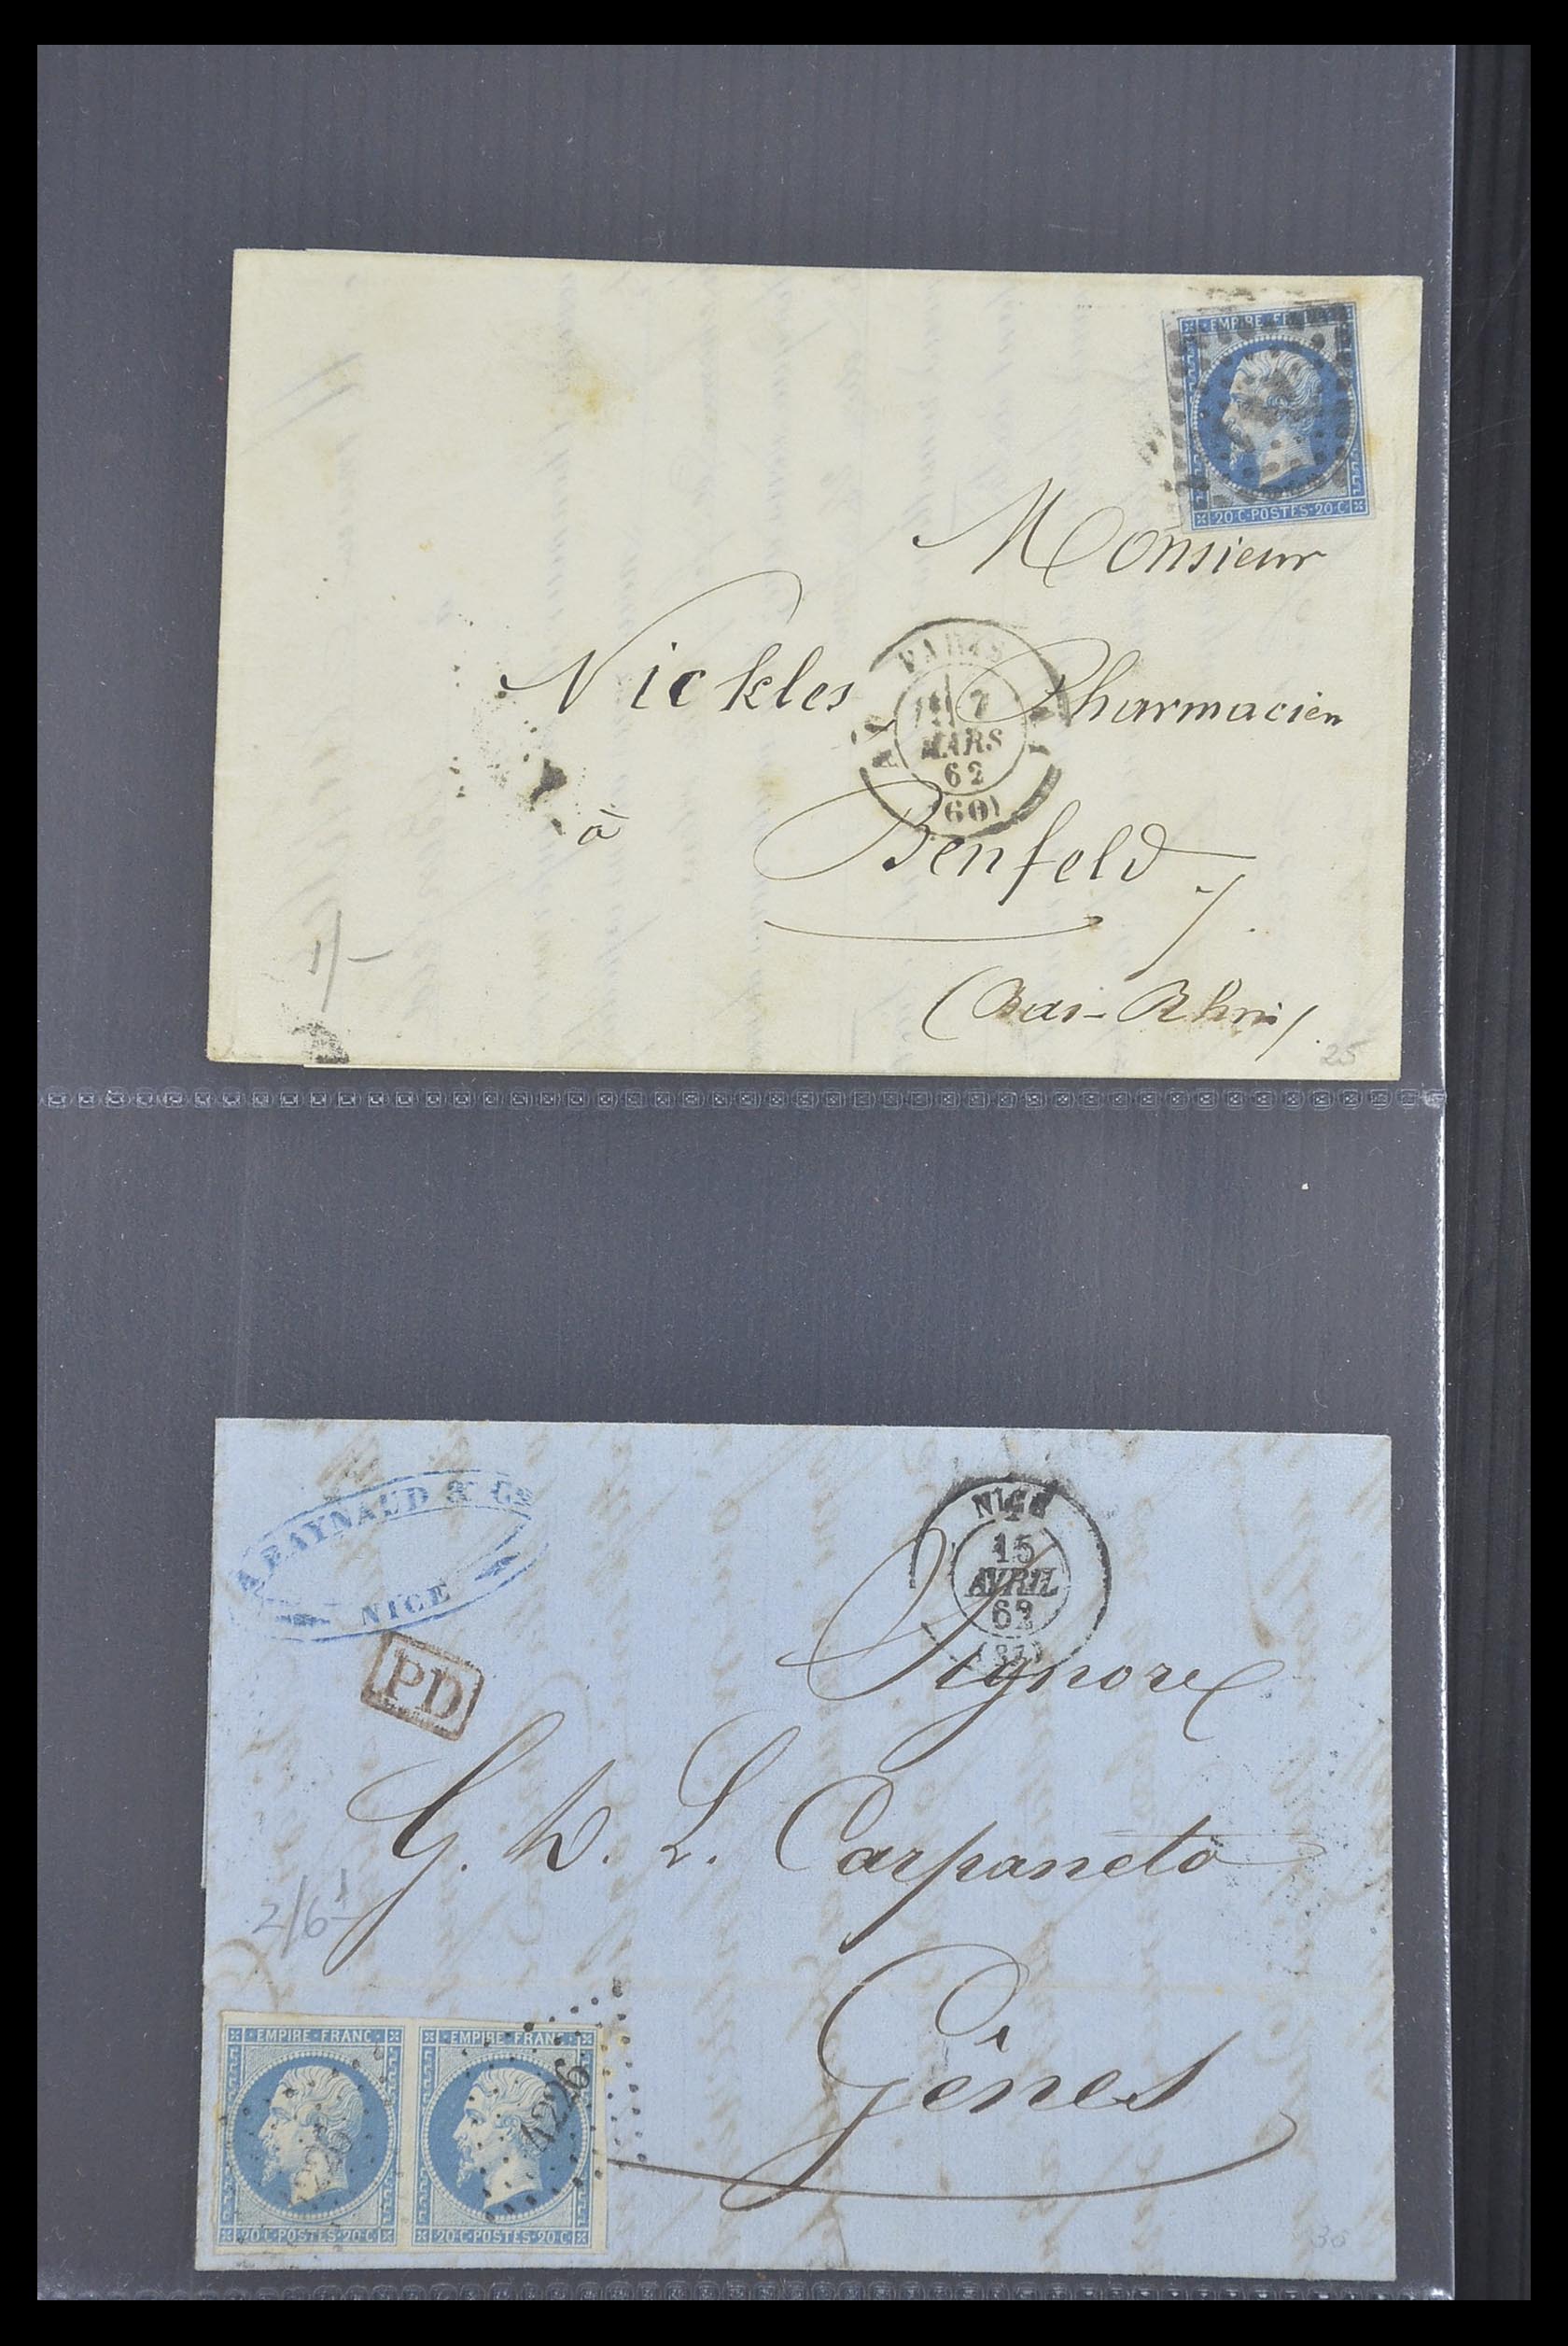 EMPIRE
20·C·POSTES·20·C
Monsieur
Nickles Pharmacien
PARIS
7
MARS
62
(60)
à Benfeld
(Bas-Rhin)
1/-
25
RAYNAUD & Cie
NICE
NICE
15
AVRIL
62
PD
Signore
G. L. Carpaneto
Gênes
2/6
EMPIRE·FRANC· EMPIRE·FRANC·
4226
20·C·POSTES·20·C 20·C·POSTES·20·C
30